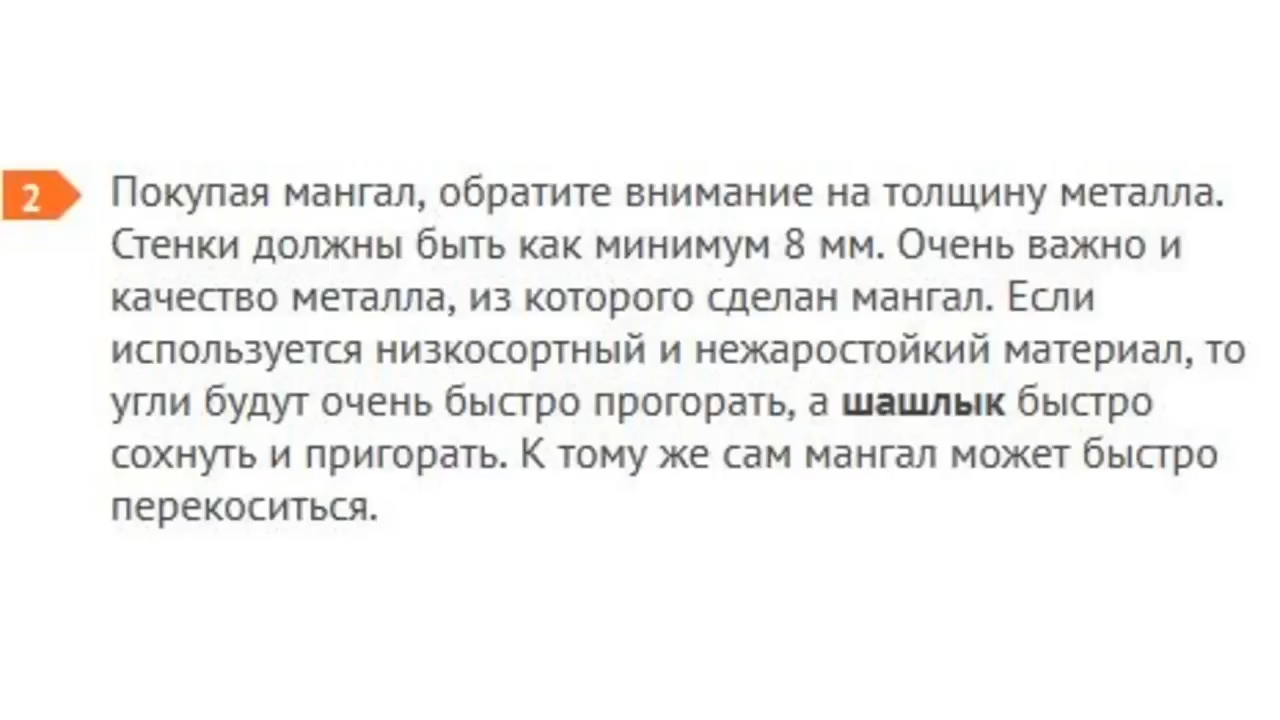 2
Покупая мангал, обратите внимание на толщину металла.
Стенки должны быть как минимум 8 мм. Очень важно и
качество металла, из которого сделан мангал. Если
используется низкосортный и нежаростойкий материал, то
угли будут очень быстро прогорать, а шашлык быстро
сохнуть и пригорать. К тому же сам мангал может быстро
перекоситься.